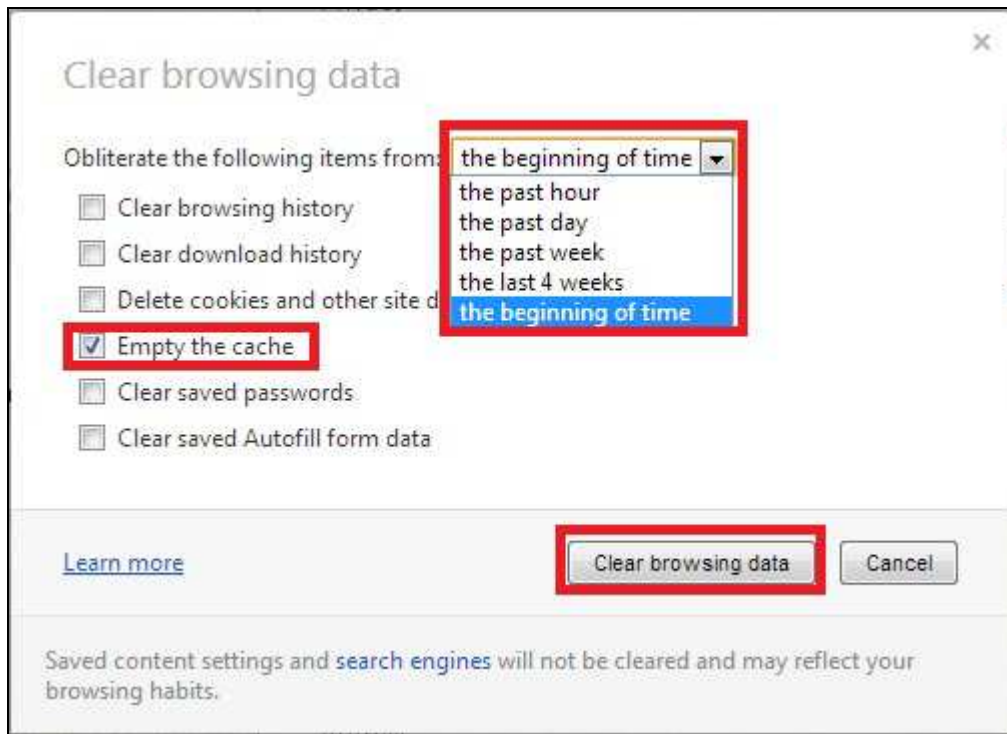 Clear browsing data
Obliterate the following items from: the beginning of time
the past hour
the past day
the past week
the last 4 weeks
the beginning of time
Clear browsing history
Clear download history
Delete cookies and other site d
Empty the cache
Clear saved passwords
Clear saved Autofill form data
Learn more
Clear browsing data
Cancel
Saved content settings and search engines will not be cleared and may reflect your
browsing habits.